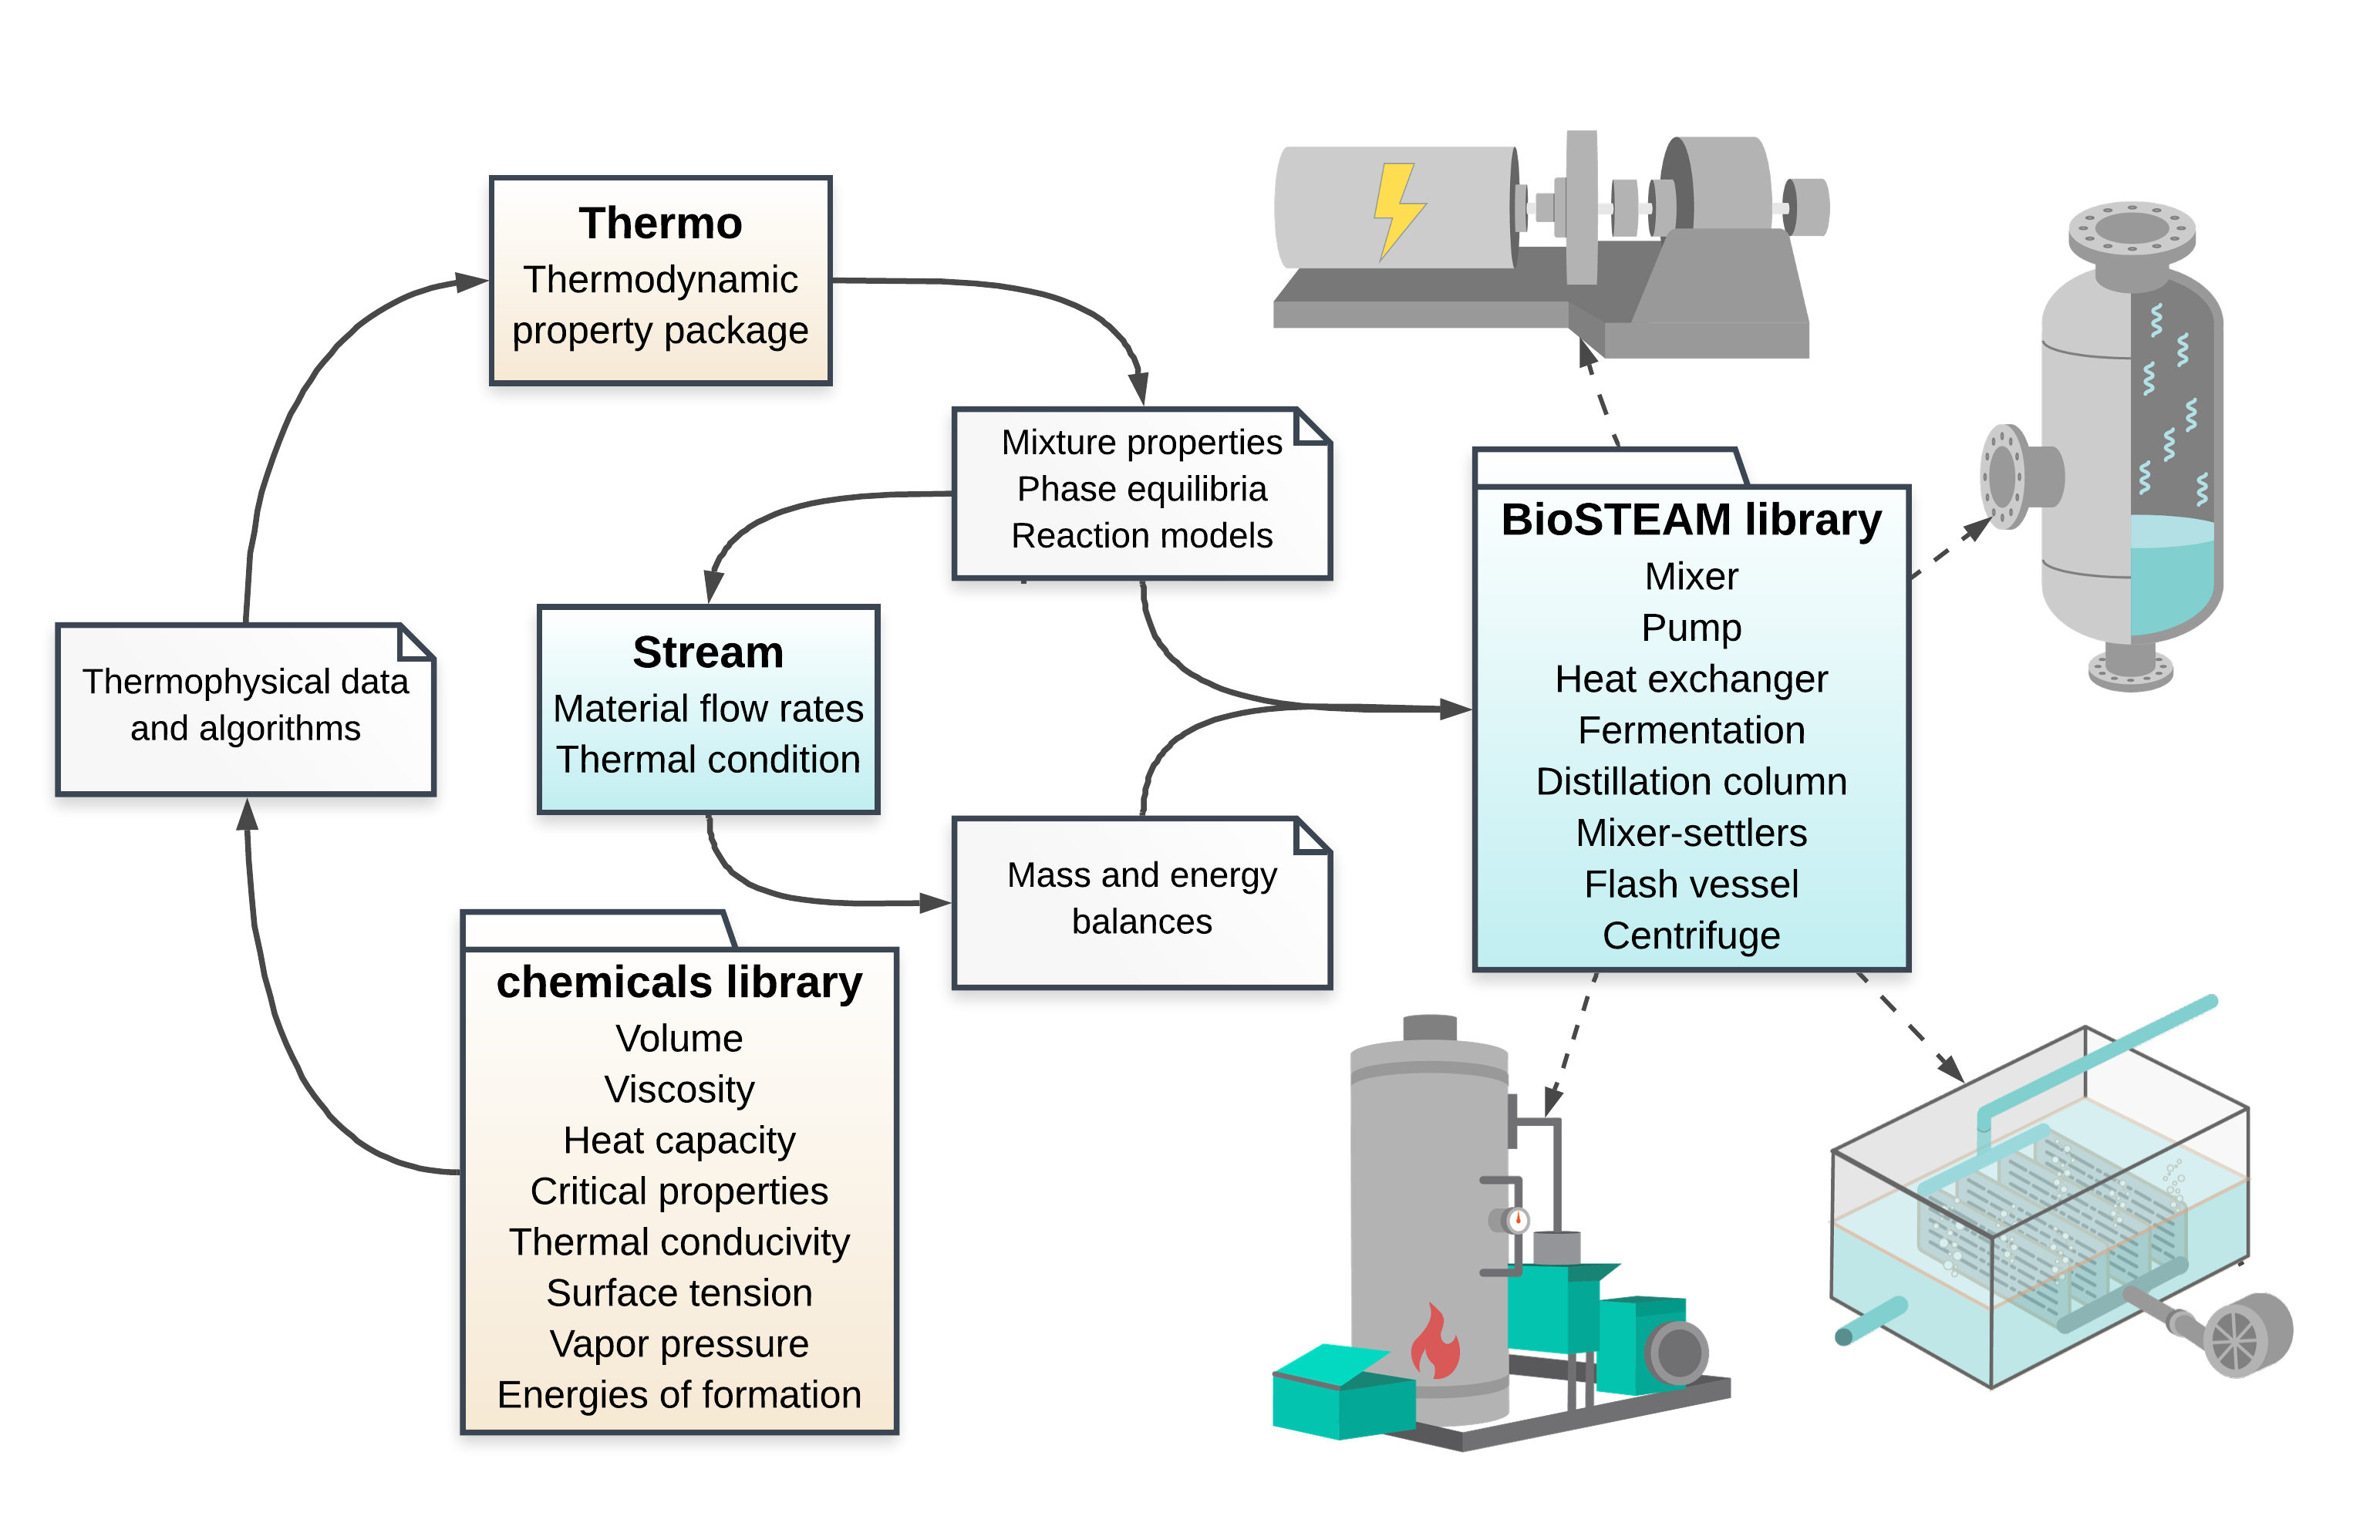 Thermo
Thermodynamic
property package
Mixture properties
Phase equilibria
Reaction models
Thermophysical data
and algorithms
Stream
Material flow rates
Thermal condition
Mass and energy
balances
chemicals library
Volume
Viscosity
Heat capacity
Critical properties
Thermal conducivity
Surface tension
Vapor pressure
Energies of formation
BioSTEAM library
Mixer
Pump
Heat exchanger
Fermentation
Distillation column
Mixer-settlers
Flash vessel
Centrifuge